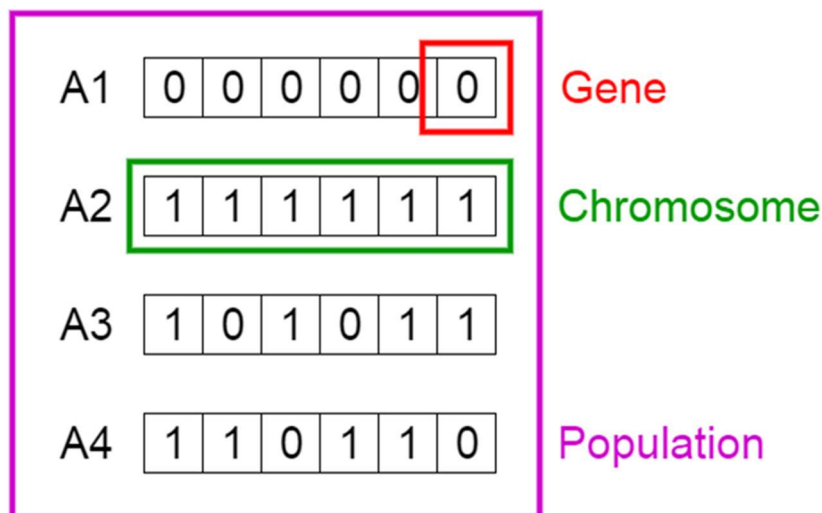 A1 0 0 0 0 0 0 Gene
A2 1 1 1 1 1 1 Chromosome
A3 1 0 1 0 1 1
A4 1 1 0 1 1 0 Population